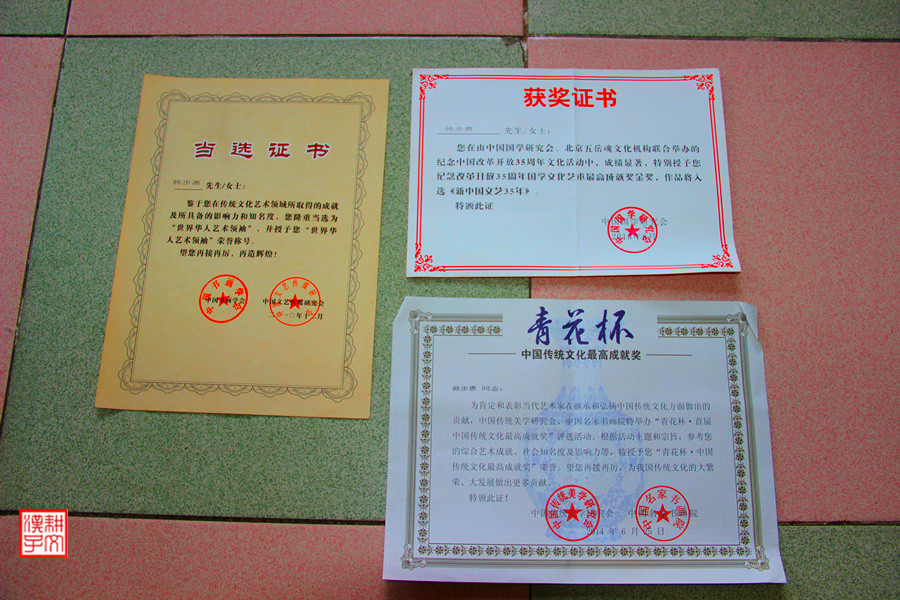 当选证书
韩步惠 先生/女士：
鉴于您在传统文化艺术领域所取得的成就
及所具备的影响力和知名度，您隆重当选为
“世界华人艺术领袖”，并授予您“世界华
人艺术领袖”荣誉称号。
望您再接再厉，再造辉煌！
获奖证书
韩步惠 先生/女士：
您在由中国国学研究会、北京五岳魂文化机构联合举办的
纪念中国改革开放35周年文化活动中，成绩显著，特别授予您
纪念改革开放35周年国学文化艺术最高成就奖金奖，作品将入
选《新中国文艺35年》。
特颁此证
中国国学研究会
青花杯
中国传统文化最高成就奖
韩步惠 同志：
为肯定和表彰当代艺术家在继承和弘扬中国传统文化方面做出的
贡献，中国传统美学研究会、中国名家书画院特举办“青花杯·首届
中国传统文化最高成就奖”评选活动。根据活动主题和宗旨，参考您
的综合艺术成就、社会知名度及影响力等，特授予您“青花杯·中国
传统文化最高成就奖”荣誉。望您再接再厉，为我国传统文化的大繁
荣、大发展做出更多贡献。
特颁此证！
中国传统美学研究会
中国名家书画院